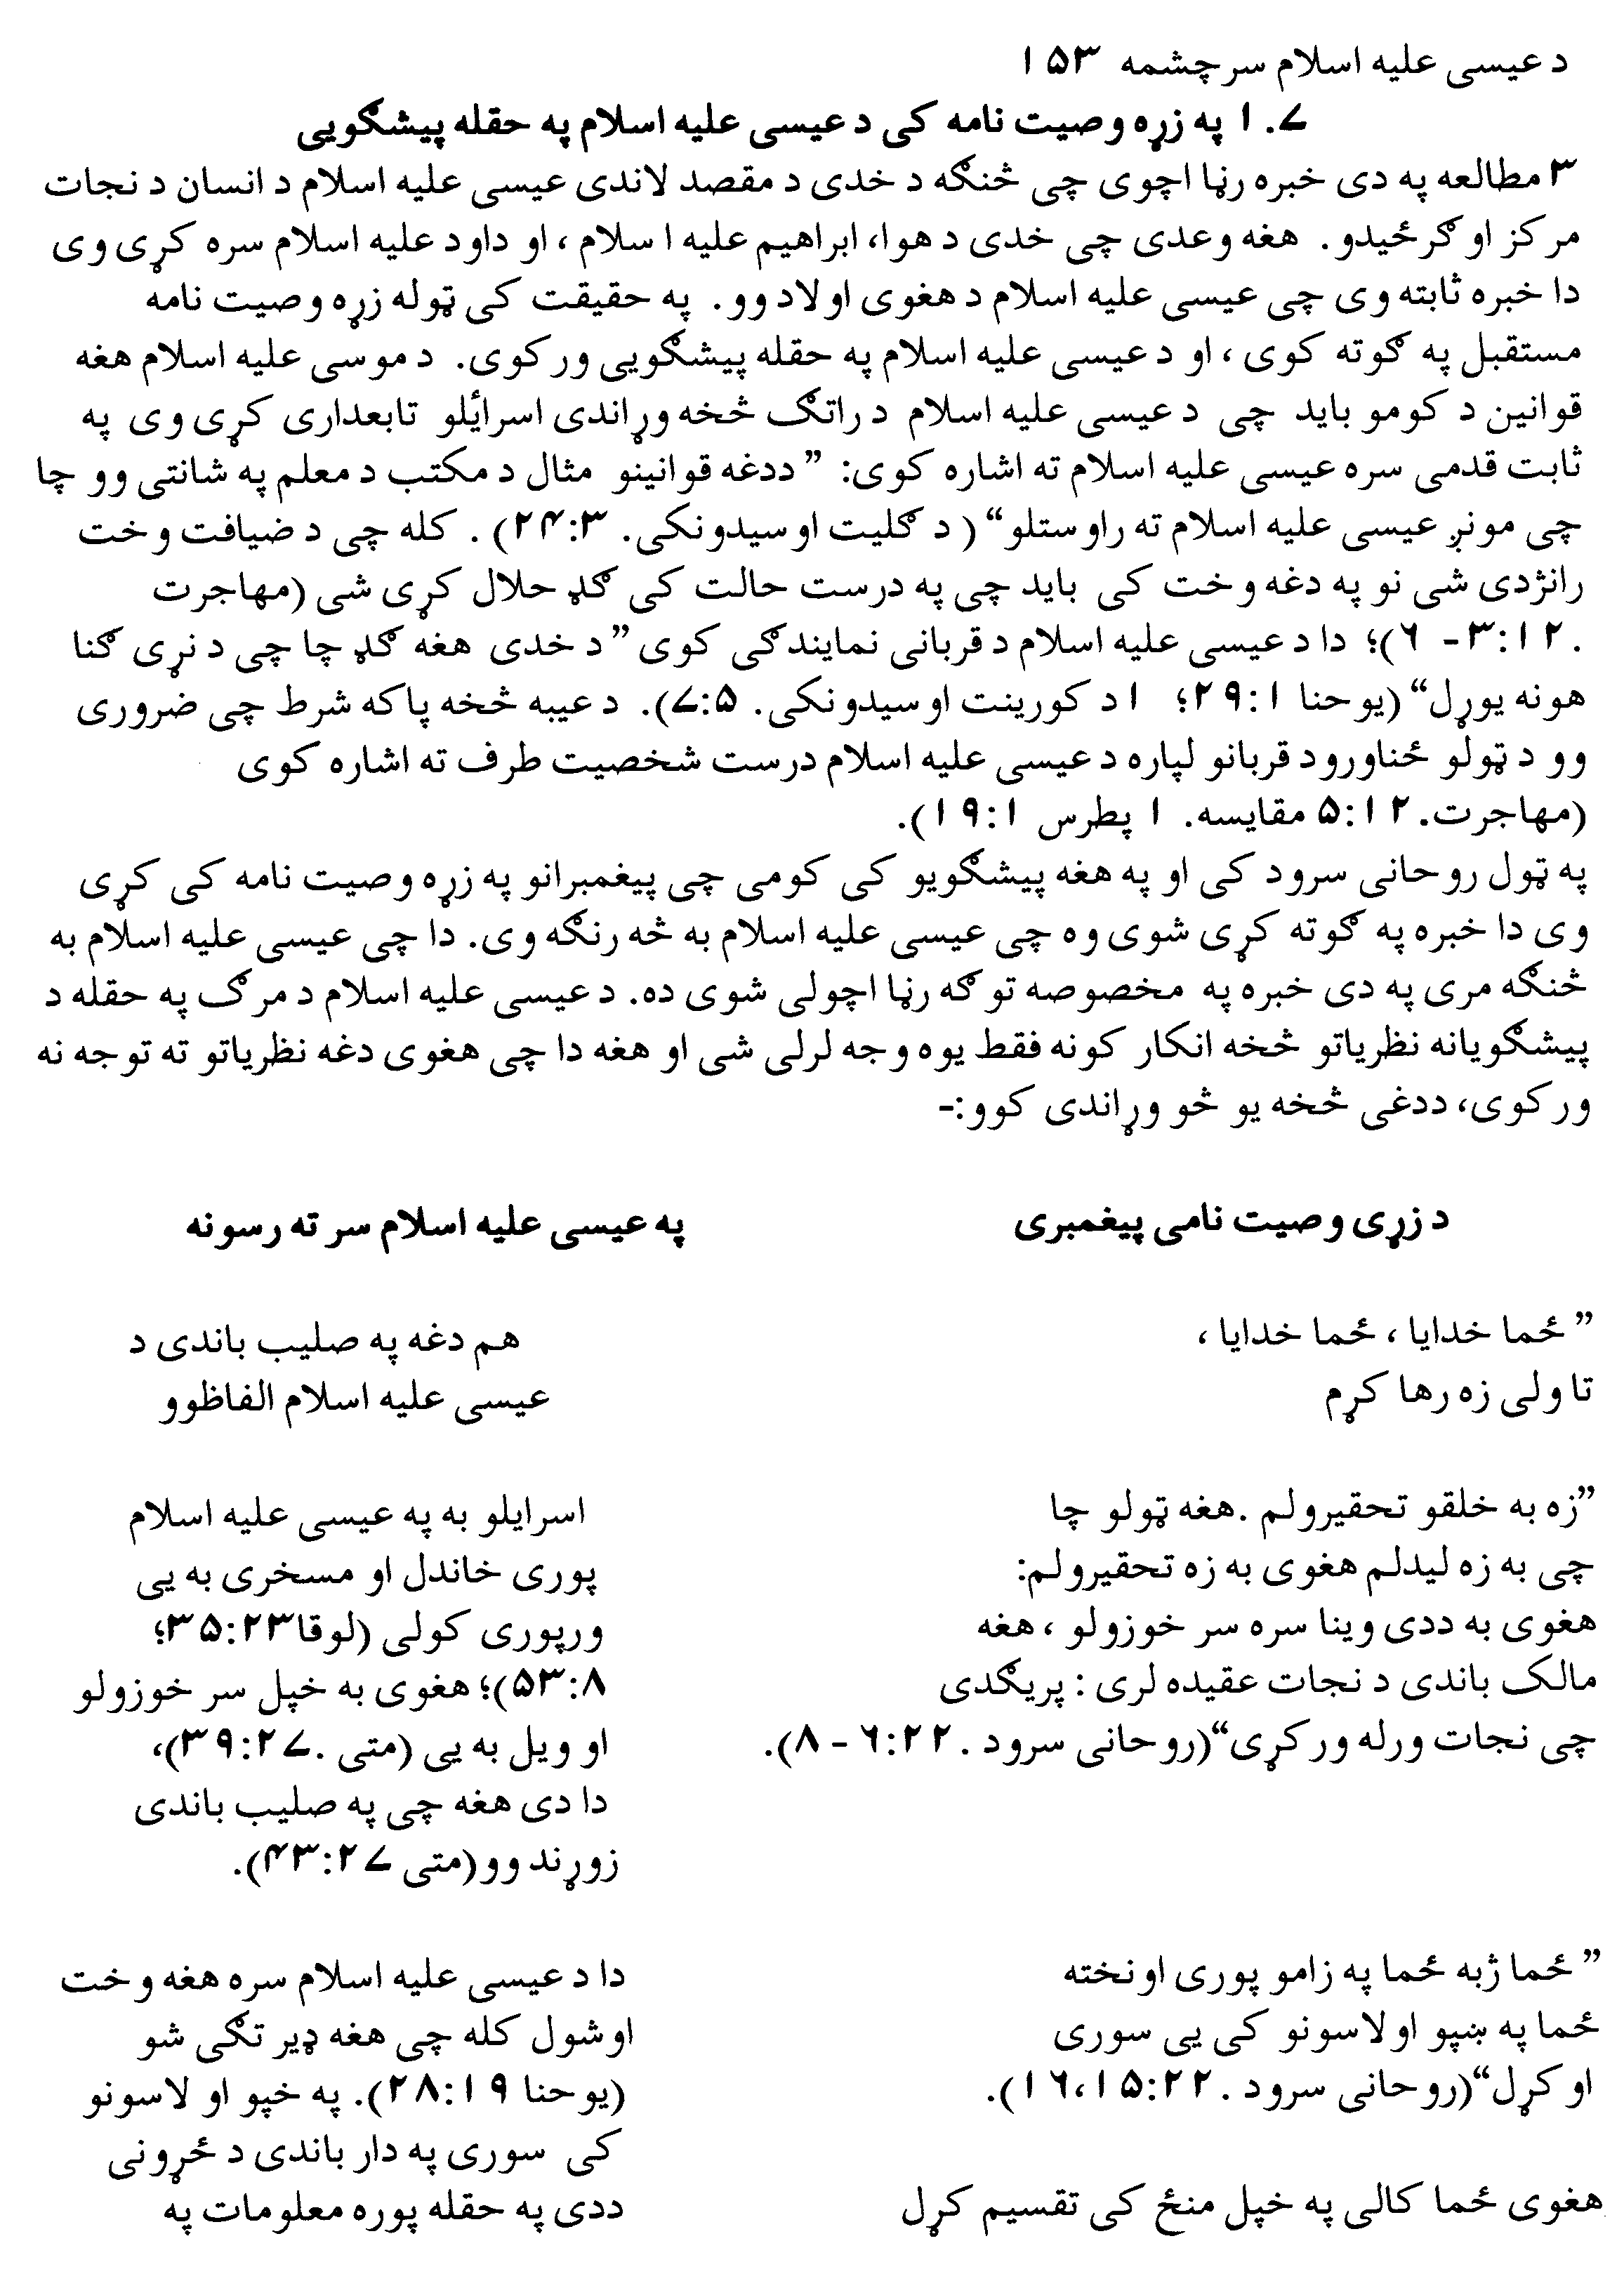 د عیسی علیه اسلام سرچشمه ۱۵۳
۷.۱ په زړه وصیت نامه کی د عیسی علیه اسلام په حقله پیشګویی
۳ مطالعه په دی خبره رڼا اچوی چی څنګه د خدی د مقصد لاندی عیسی علیه اسلام د انسان د نجات
مرکز او ګرځیدو. هغه وعدی چی خدی د هوا، ابراهیم علیه ا سلام، او داود علیه اسلام سره کړی وی
دا خبره ثابته وی چی عیسی علیه اسلام د هغوی اولاد وو. په حقیقت کی ټوله زړه وصیت نامه
مستقبل په ګوته کوی، او د عیسی علیه اسلام په حقله پیشګویی ورکوی. د موسی علیه اسلام هغه
قوانین د کومو باید چی د عیسی علیه اسلام د راتګ څخه وړاندی اسرائلو تابعداری کړی وی په
ثابت قدمی سره عیسی علیه اسلام ته اشاره کوی: ”ددغه قوانینو مثال د مکتب د معلم په شانتی وو چا
چی مونږ عیسی علیه اسلام ته راوستلو“ (د ګلیت اوسیدونکی. ۲۴:۳). کله چی د ضیافت وخت
رانژدی شی نو په دغه وخت کی باید چی په درست حالت کی ګډ حلال کړی شی (مهاجرت
.۳:۱۲- ۶)؛ دا د عیسی علیه اسلام د قربانی نمایندګی کوی ”د خدی هغه ګډ چا چی د نړی ګنا
هونه یوړل“ (یوحنا ۲۹:۱؛ ۱ د کورینت اوسیدونکی. ۷:۵). د عیبه څخه پاکه شرط چی ضروری
وو د ټولو ځناورو د قربانو لپاره د عیسی علیه اسلام درست شخصیت طرف ته اشاره کوی
(مهاجرت. ۵:۱۲ مقایسه. ۱ پطرس ۱۹:۱).
په ټول روحانی سرود کی او په هغه پیشګویو کی کومی چی پیغمبرانو په زړه وصیت نامه کی کړی
وی دا خبره په ګوته کړی شوی وه چی عیسی علیه اسلام به څه رنګه وی. دا چی عیسی علیه اسلام به
څنګه مری په دی خبره په مخصوصه توګه رڼا اچولی شوی ده. د عیسی علیه اسلام د مرګ په حقله د
پیشګویانه نظریاتو څخه انکار کونه فقط یوه وجه لرلی شی او هغه دا چی هغوی دغه نظریاتو ته توجه نه
ورکوی، ددغی څخه یو څو وړاندی کوو:-
د زړی وصیت نامی پیغمبری
په عیسی علیه اسلام سر ته رسونه
”ځما خدایا، ځما خدایا،
تا ولی زه رها کړم
هم دغه په صلیب باندی د
عیسی علیه اسلام الفاظ وو
”زه به خلقو تحقیرولم .هغه ټولو چا
چی به زه لیدلم هغوی به زه تحقیرولم:
هغوی به ددی وینا سره سر خوزولو، هغه
مالک باندی د نجات عقیده لری : پریګدی
چی نجات ورله ورکړی“(روحانی سرود .۶:۲۲ - ۸).
اسرایلو به په عیسی علیه اسلام
پوری خاندل او مسخری به یی
ورپوری کولی (لوقا۳۵:۲۳؛
۵۳:۸)؛ هغوی به خپل سر خوزولو
او ویل به یی (متی .۳۹:۲۷)،
دا دی هغه چی په صلیب باندی
زوړند وو(متی ۴۳:۲۷).
”ځما ژبه ځما په زامو پوری اونخته
ځما په ښپو اولاسونو کی یی سوری
اوکړل“(روحانی سرود .۱۶،۱۵:۲۲).
دا د عیسی علیه اسلام سره هغه وخت
اوشول کله چی هغه ډیر تګی شو
(یوحنا ۲۸:۱۹). په خپو او لاسونو
کی سوری په دار باندی د ځړونی
ددی په حقله پوره معلومات په
هغوی ځما کالی په خپل منځ کی تقسیم کړل